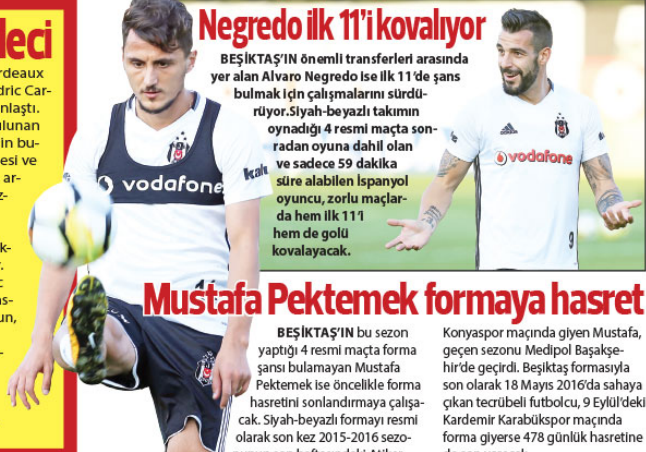 leci
rdeaux
dric Car-
nlaştı.
lunan
in bu-
esi ve
ar-
z-
k-
r.
c
s-
un,
Negredo ilk 11'i kovalıyor
BEŞİKTAŞ'IN önemli transferleri arasında
yer alan Alvaro Negredo ise ilk 11'de şans
bulmak için çalışmalarını sürdü-
rüyor.Siyah-beyazlı takımın
oynadığı 4 resmi maçta son-
radan oyuna dahil olan
ve sadece 59 dakika
süre alabilen İspanyol
oyuncu, zorlu maçlar-
da hem ilk 11'i
hem de golü
kovalayacak.
vodafone
kalu
vodafone
9
Mustafa Pektemek formaya hasret
BEŞİKTAŞ'IN bu sezon
yaptığı 4 resmi maçta forma
şansı bulamayan Mustafa
Pektemek ise öncelikle forma
hasretini sonlandırmaya çalışa-
cak. Siyah-beyazlı formayı resmi
olarak son kez 2015-2016 sezo-
Konyaspor maçında giyen Mustafa,
geçen sezonu Medipol Başakşe-
hir'de geçirdi. Beşiktaş formasıyla
son olarak 18 Mayıs 2016'da sahaya
çıkan tecrübeli futbolcu, 9 Eylül'deki
Kardemir Karabükspor maçında
forma giyerse 478 günlük hasretine